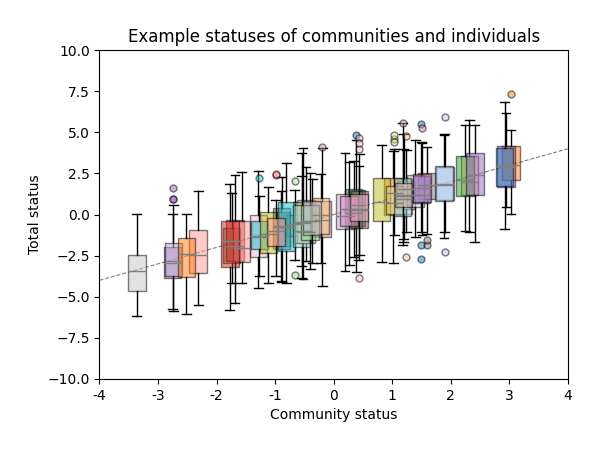 Example statuses of communities and individuals
10.0
7.5
5.0
2.5
0.0
−2.5
−5.0
−7.5
−10.0
Total status
-4 -3 -2 -1 0 1 2 3 4
Community status